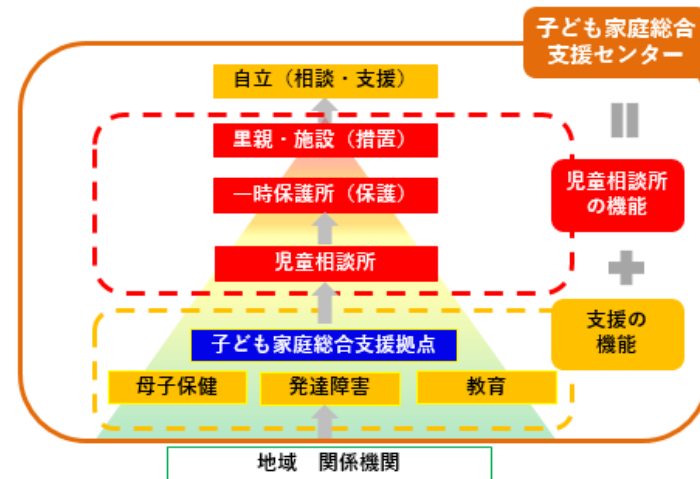 子ども家庭総合
支援センター
自立（相談・支援）
里親・施設（措置）
一時保護所（保護）
児童相談所
の機能
児童相談所
支援の
機能
子ども家庭総合支援拠点
母子保健
発達障害
教育
地域　関係機関